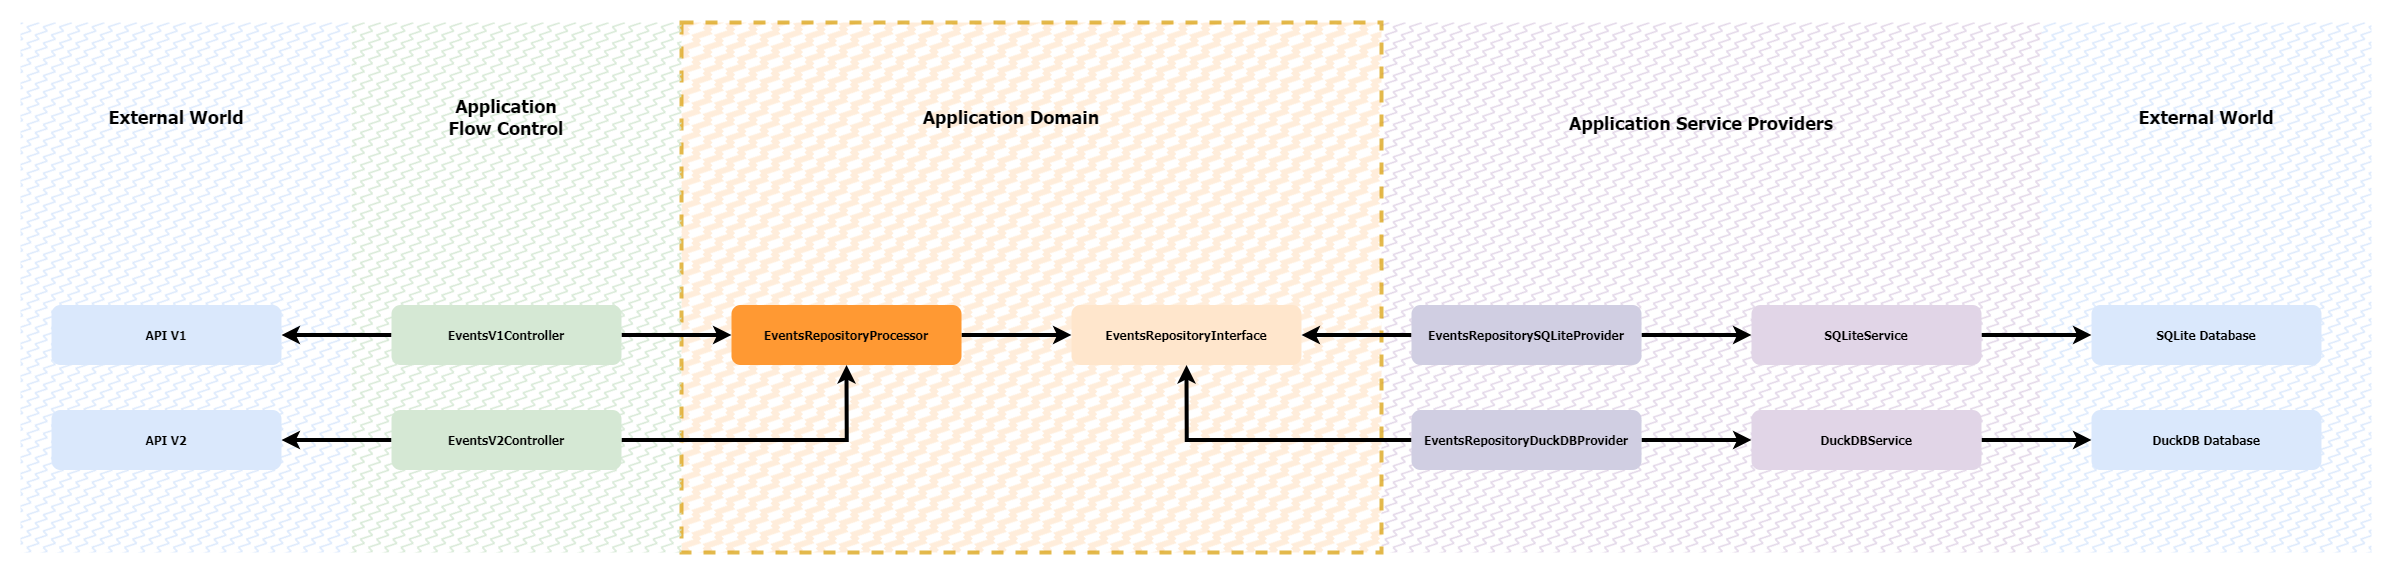 External World
Application
Flow Control
Application Domain
Application Service Providers
External World
API V1
EventsV1Controller
EventsRepositoryProcessor
EventsRepositoryInterface
EventsRepositorySQLiteProvider
SQLiteService
SQLite Database
API V2
EventsV2Controller
EventsRepositoryDuckDBProvider
DuckDBService
DuckDB Database